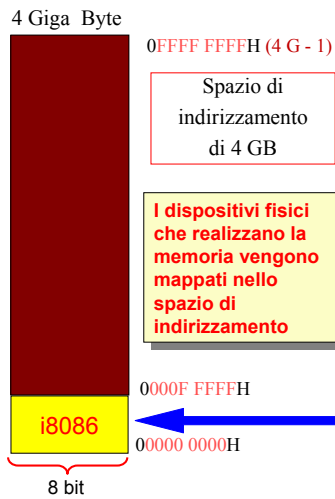 4 Giga Byte
0FFFF FFFFH (4 G - 1)
Spazio di
indirizzamento
di 4 GB
I dispositivi fisici
che realizzano la
memoria vengono
mappati nello
spazio di
indirizzamento
0000F FFFFH
i8086
00000 0000H
8 bit